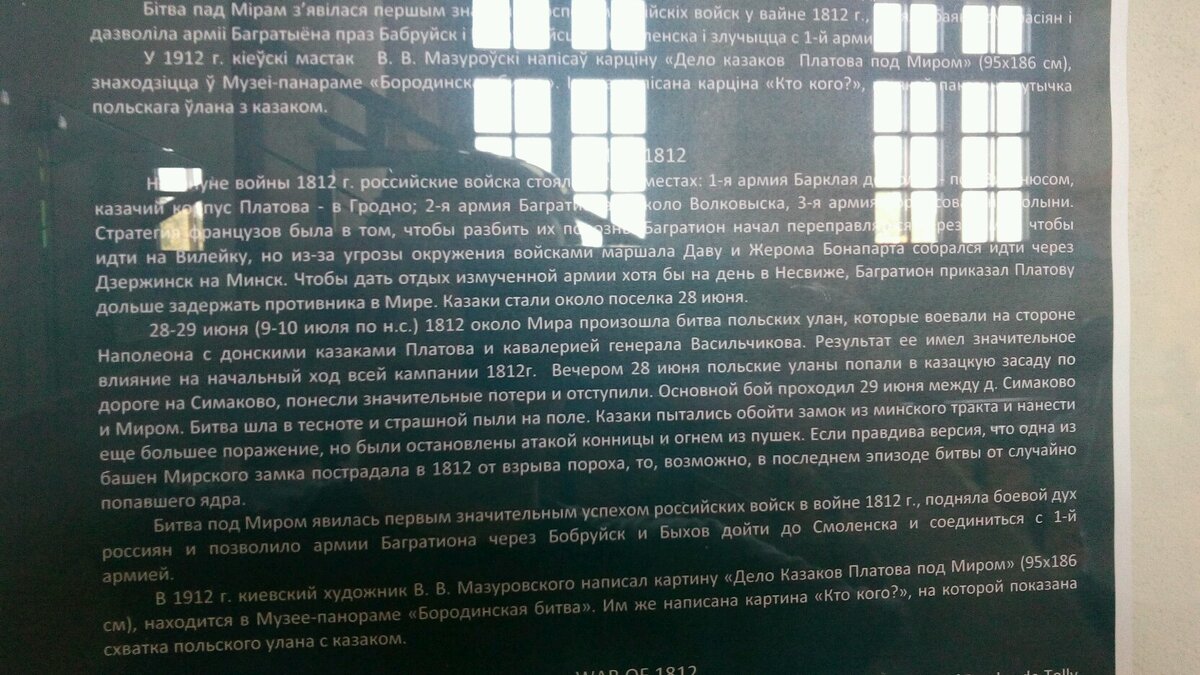 Бітва пад Мірам з’явілася першым войск у вайне 1812 г., і
дазволіла арміі Багратыёна праз Бабруйск і і злучыцца с 1-й
У 1912 г. кіеўскі мастак В. В. Мазуроўскі напісаў карціну «Дело казаков Платова под Миром» (95х186 см),
знаходзіцца ў Музеі-панараме «Бородинская карціна «Кто кого?»,
польскага ўлана з казаком.
1812
войны 1812 г. российские войска местах: 1-я армия Барклая
казачий корпус Платова - в Гродно; 2-я армия Волковыска, 3-я армия
Стратегия французов была в том, чтобы разбить их Багратион начал переправляться чтобы
идти на Вилейку, но из-за угрозы окружения войсками маршала Даву и Жерома Бонапарта собрался идти через
Дзержинск на Минск. Чтобы дать отдых измученной армии хотя бы на день в Несвиже, Багратион приказал Платову
дольше задержать противника в Мире. Казаки стали около поселка 28 июня.
28-29 июня (9-10 июля по н.с.) 1812 около Мира произошла битва польских улан, которые воевали на стороне
Наполеона с донскими казаками Платова и кавалерией генерала Васильчикова. Результат ее имел значительное
влияние на начальный ход всей кампании 1812г. Вечером 28 июня польские уланы попали в казацкую засаду по
дороге на Симаково, понесли значительные потери и отступили. Основной бой проходил 29 июня между д. Симаково
и Миром. Битва шла в тесноте и страшной пыли на поле. Казаки пытались обойти замок из минского тракта и нанести
еще большее поражение, но были остановлены атакой конницы и огнем из пушек. Если правдива версия, что одна из
башен Мирского замка пострадала в 1812 от взрыва пороха, то, возможно, в последнем эпизоде битвы от случайно
попавшего ядра.
Битва под Миром явилась первым значительным успехом российских войск в войне 1812 г., подняла боевой дух
россиян и позволило армии Багратиона через Бобруйск и Быхов дойти до Смоленска и соединиться с 1-й
армией.
В 1912 г. киевский художник В. В. Мазуровского написал картину «Дело Казаков Платова под Миром» (95х186
см), находится в Музее-панораме «Бородинская битва». Им же написана картина «Кто кого?», на которой показана
схватка польского улана с казаком.
WAR OF 1812
de Tolly